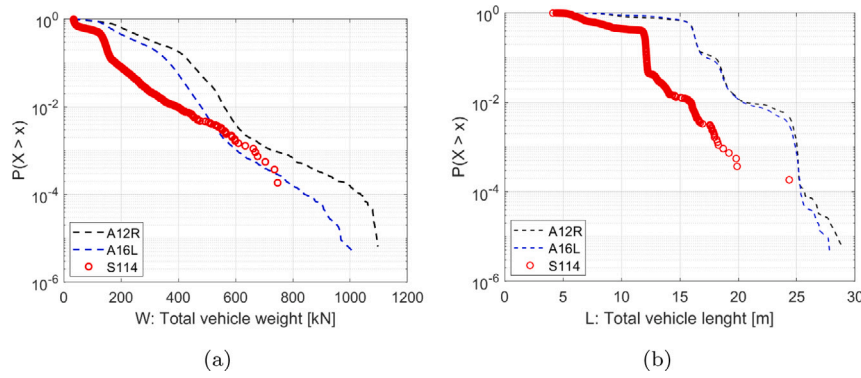 10^0
10^-2
10^-4
10^-6
P(X > x)
A12R
A16L
S114
0 200 400 600 800 1000 1200
W: Total vehicle weight [kN]
(a)
10^0
10^-2
10^-4
10^-6
P(X > x)
A12R
A16L
S114
0 5 10 15 20 25 30
L: Total vehicle lenght [m]
(b)